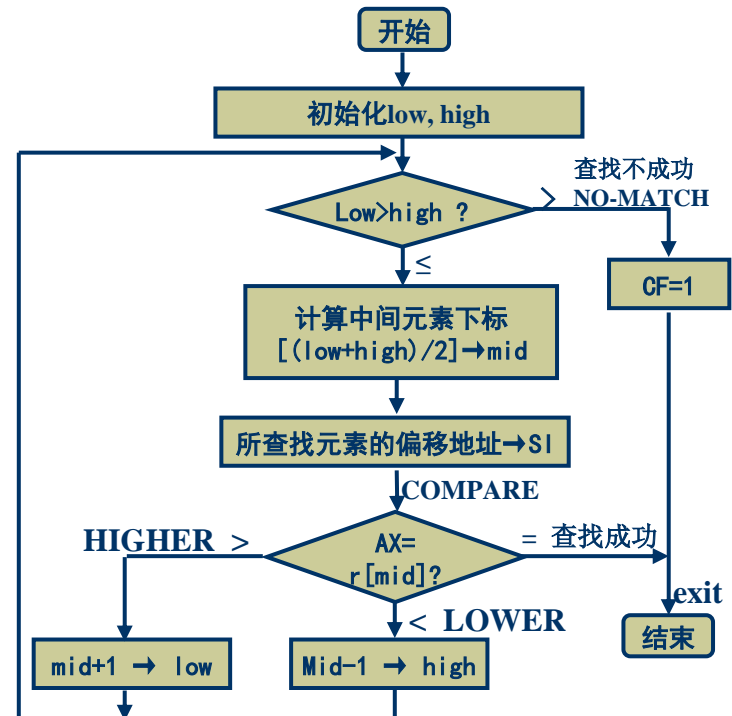 开始
初始化low, high
查找不成功
NO-MATCH
Low>high ?
>
≤
CF=1
计算中间元素下标
[(low+high)/2]→mid
所查找元素的偏移地址→SI
COMPARE
HIGHER >
AX=
r[mid]?
= 查找成功
exit
< LOWER
结束
mid+1 → low
Mid-1 → high